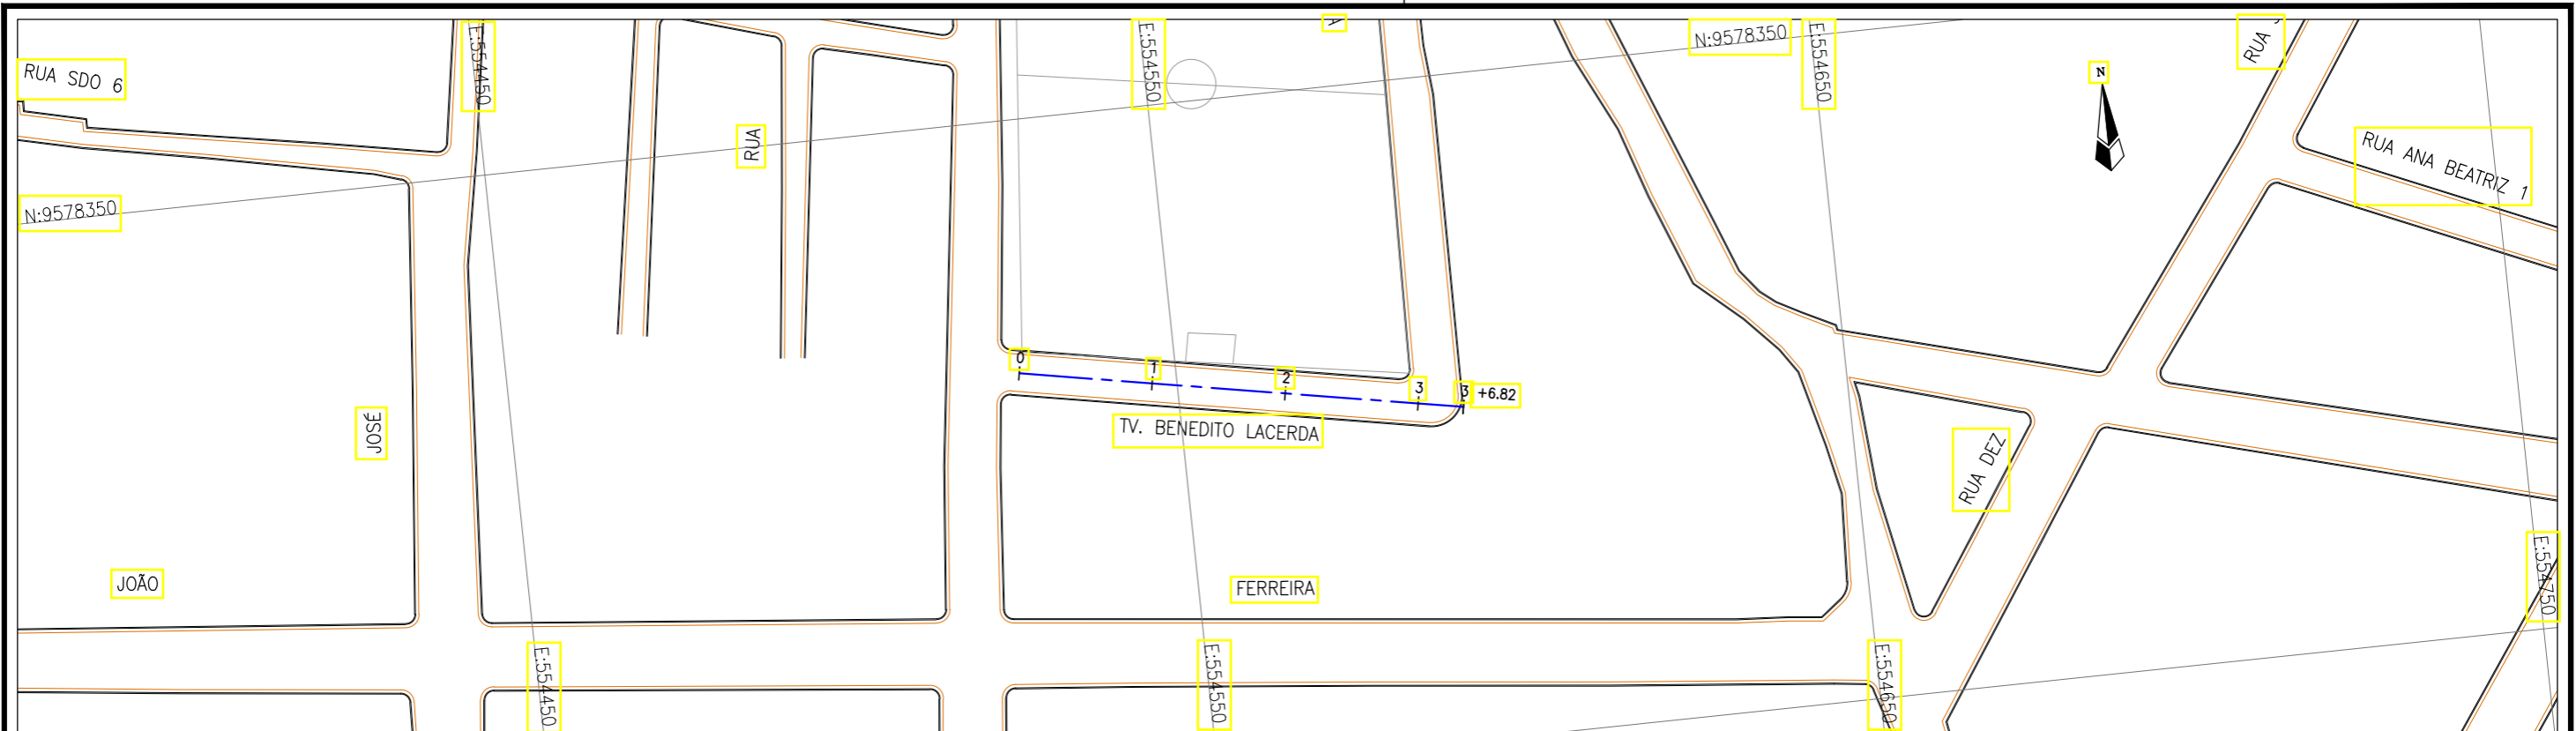 RUA SDO 6
E:554450
E:554550
N:9578350
E:554650
RUA
N
RUA
RUA ANA BEATRIZ 1
N:9578350
0
1
2
3
3 +6.82
JOSÉ
TV. BENEDITO LACERDA
RUA DEZ
JOÃO
FERREIRA
E:554750
E:554450
E:554550
E:554650